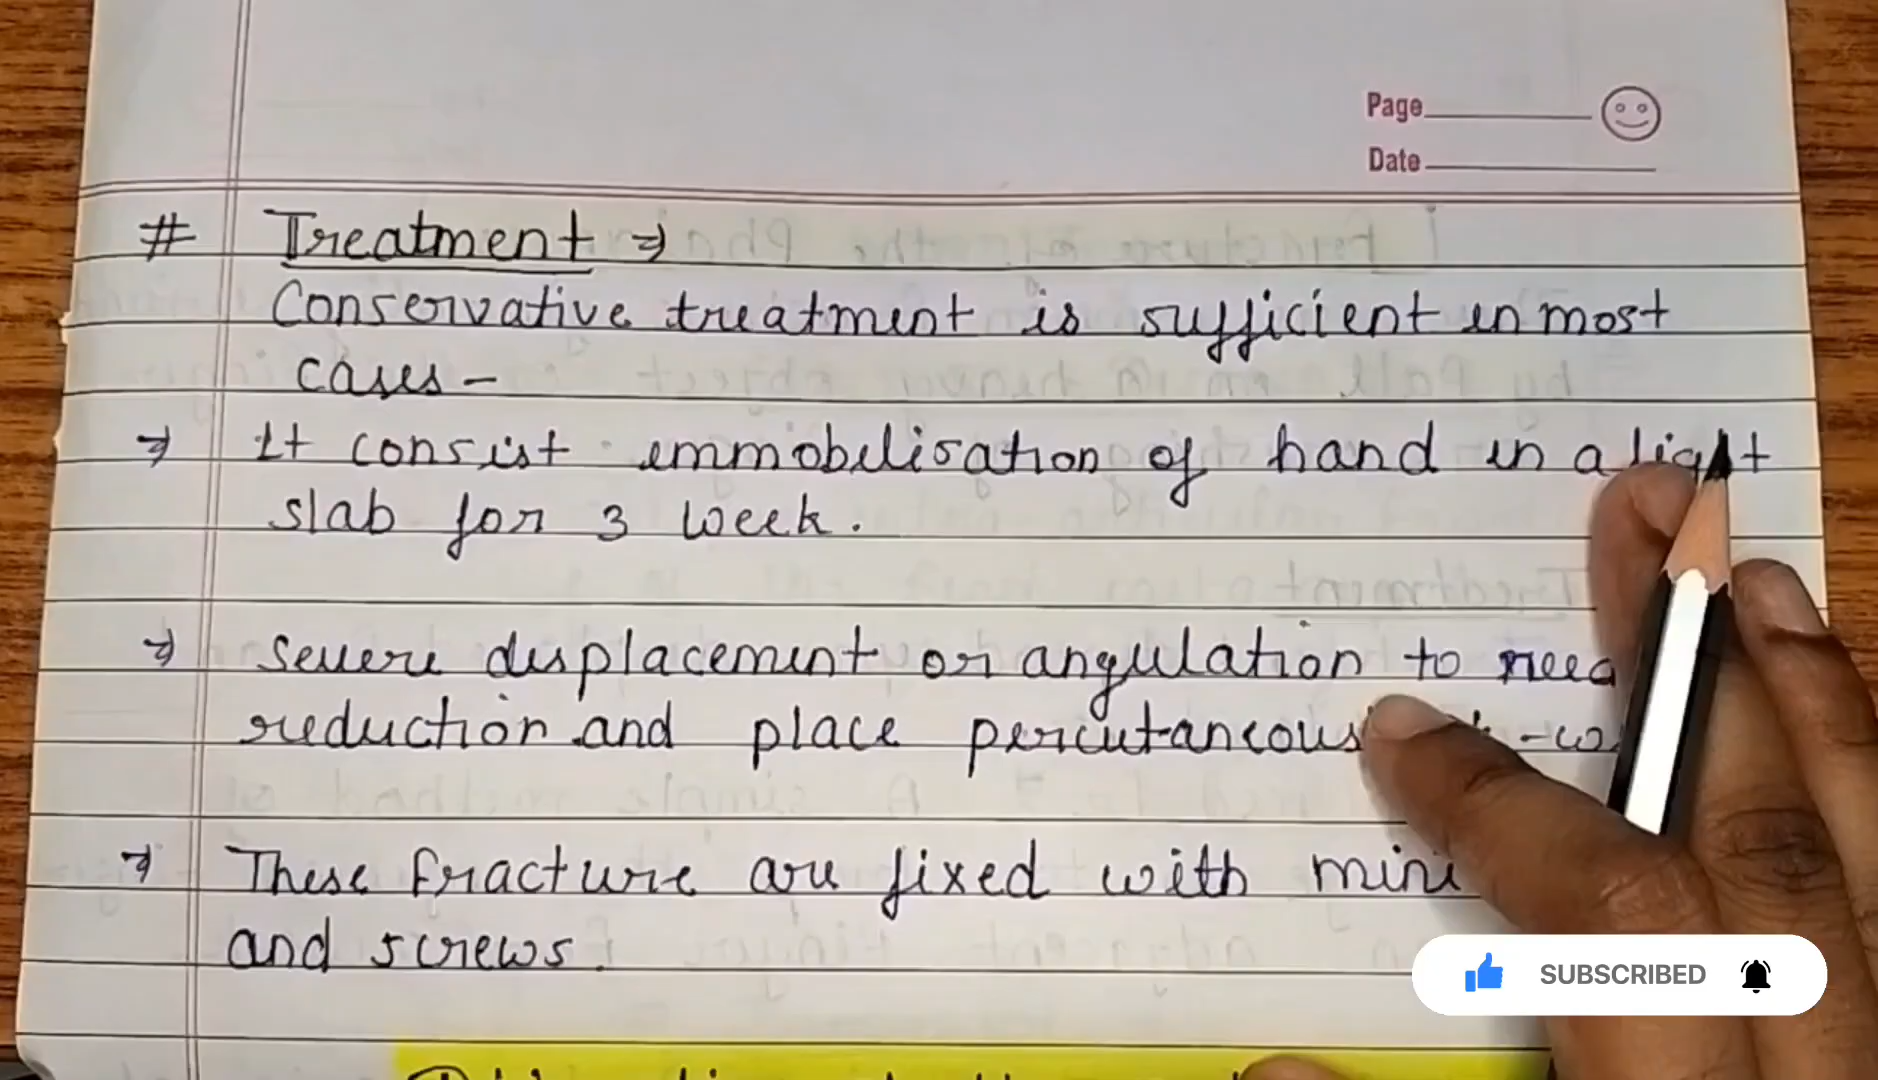 Page
Date
# Treatment ⇒
Conservative treatment is sufficient in most
cases -
⇒ It consist immobilisation of hand in a light
slab for 3 week.
⇒ Severe displacement or angulation to need
reduction and place percutaneous
⇒ These fracture are fixed with mini
and screws.
SUBSCRIBED